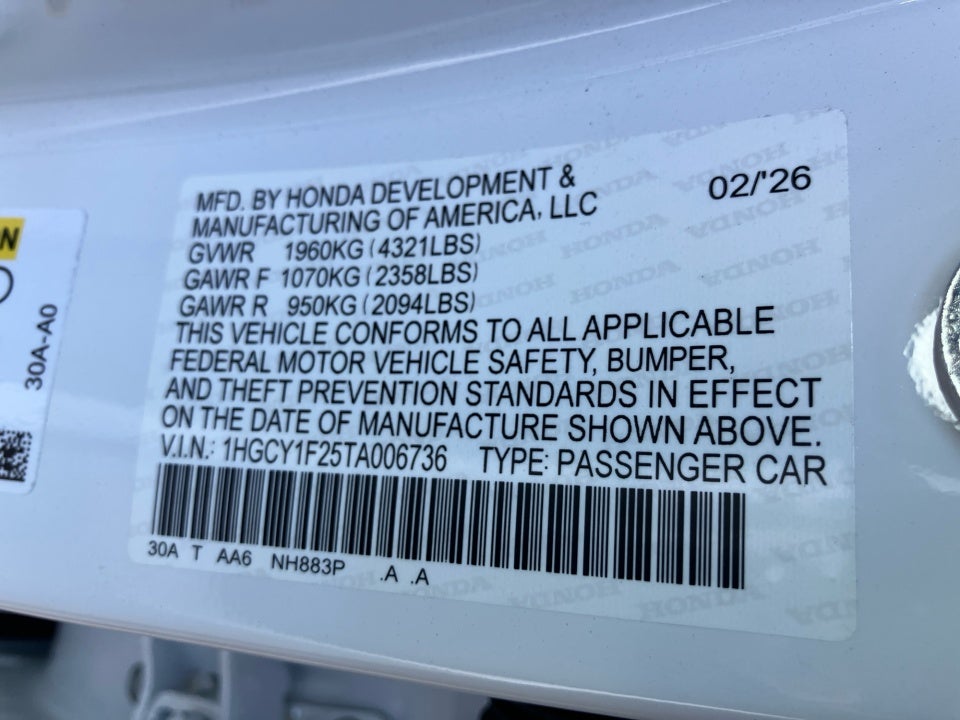 MFD. BY HONDA DEVELOPMENT &
MANUFACTURING OF AMERICA, LLC
02/'26
GVWR 1960KG (4321LBS)
GAWR F 1070KG (2358LBS)
GAWR R 950KG (2094LBS)
THIS VEHICLE CONFORMS TO ALL APPLICABLE
FEDERAL MOTOR VEHICLE SAFETY, BUMPER,
AND THEFT PREVENTION STANDARDS IN EFFECT
ON THE DATE OF MANUFACTURE SHOWN ABOVE.
V.I.N.: 1HGCY1F25TA006736 TYPE: PASSENGER CAR
30A T AA6 NH883P .A .A
30A-A0
HONDA